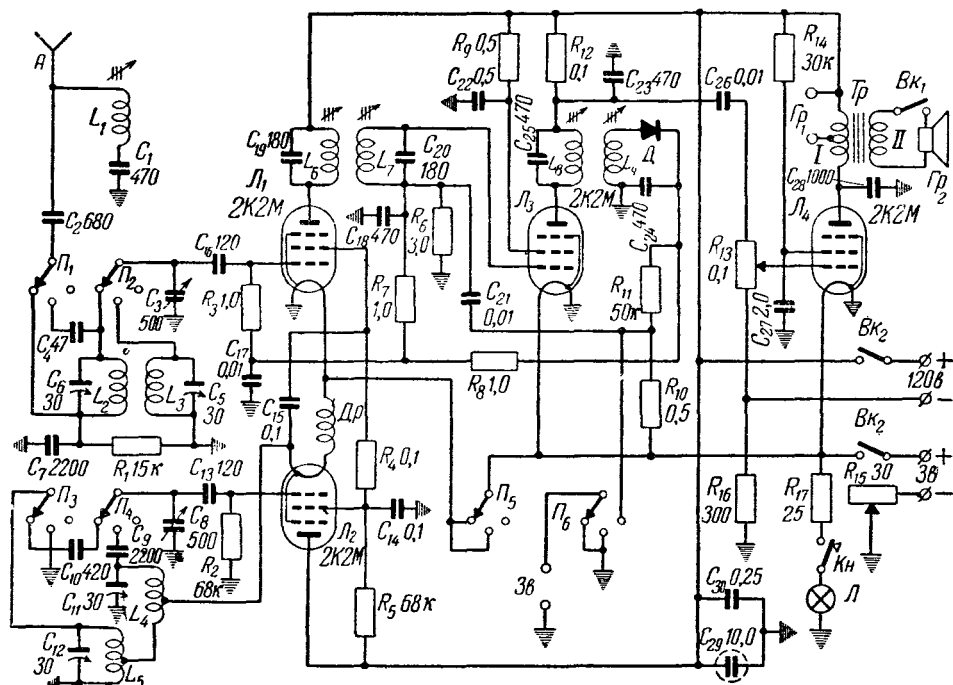 A
L₁
C₁
470
C₂ 680
П₁
П₂
C₄ 47
C₃
500
C₆
30
L₂
L₃
C₅
30
C₇ 2200
R₁ 15к
C₁₆ 120
R₃ 1,0
C₁₇
0,01
C₁₉ 180
L₆
L₇
C₂₀
180
Л₁
2К2М
C₁₈ 470
R₆
3,0
R₇
1,0
C₂₁
0,01
R₈ 1,0
C₁₅
0,1
Др
R₄ 0,1
C₁₄ 0,1
Л₂
2К2М
R₅ 68к
C₁₃ 120
П₃
П₄
C₉
2200
C₈
500
R₂
68к
C₁₀ 420
C₁₁ 30
L₄
C₁₂
30
L₅
R₉ 0,5
C₂₂ 0,5
R₁₂
0,1
C₂₃ 470
C₂₅ 470
L₈
L₉
Д
Л₃
2К2М
C₂₄ 470
R₁₁
50к
R₁₀
0,5
П₅
П₆
Зв
C₂₆ 0,01
R₁₄
30к
Гр₁
I
Тр
II
Вк₁
Гр₂
C₂₈ 1000
Л₄
2К2М
R₁₃
0,1
C₂₇ 2,0
Вк₂
+
120в
−
Вк₂
+
3в
−
R₁₅ 30
R₁₆
300
R₁₇
25
Кн
Л
C₃₀ 0,25
C₂₉ 10,0